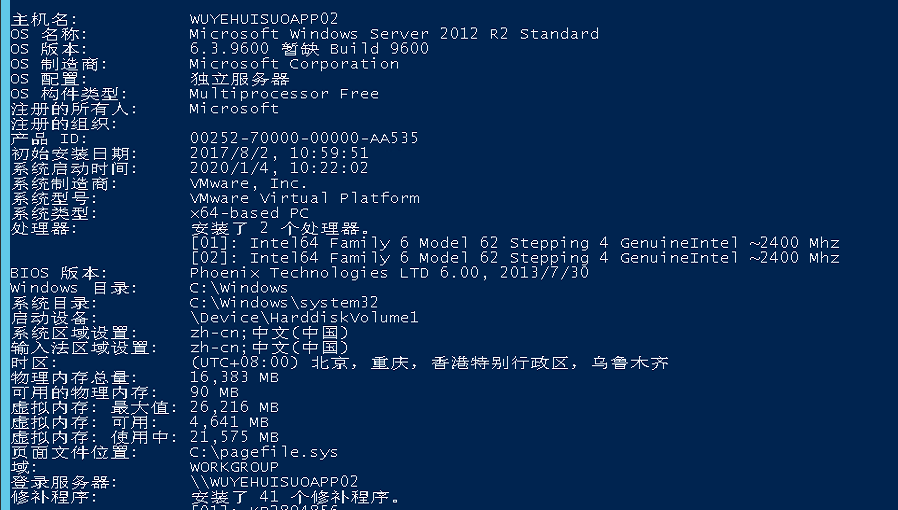 主机名: WUYEHUISUOAPP02
OS 名称: Microsoft Windows Server 2012 R2 Standard
OS 版本: 6.3.9600 暂缺 Build 9600
OS 制造商: Microsoft Corporation
OS 配置: 独立服务器
OS 构件类型: Multiprocessor Free
注册的所有人: Microsoft
注册的组织:
产品 ID: 00252-70000-00000-AA535
初始安装日期: 2017/8/2, 10:59:51
系统启动时间: 2020/1/4, 10:22:02
系统制造商: VMware, Inc.
系统型号: VMware Virtual Platform
系统类型: x64-based PC
处理器: 安装了 2 个处理器。
[01]: Intel64 Family 6 Model 62 Stepping 4 GenuineIntel ~2400 Mhz
[02]: Intel64 Family 6 Model 62 Stepping 4 GenuineIntel ~2400 Mhz
BIOS 版本: Phoenix Technologies LTD 6.00, 2013/7/30
Windows 目录: C:\Windows
系统目录: C:\Windows\system32
启动设备: \Device\HarddiskVolume1
系统区域设置: zh-cn;中文(中国)
输入法区域设置: zh-cn;中文(中国)
时区: (UTC+08:00) 北京，重庆，香港特别行政区，乌鲁木齐
物理内存总量: 16,383 MB
可用的物理内存: 90 MB
虚拟内存: 最大值: 26,216 MB
虚拟内存: 可用: 4,641 MB
虚拟内存: 使用中: 21,575 MB
页面文件位置: C:\pagefile.sys
域: WORKGROUP
登录服务器: \\WUYEHUISUOAPP02
修补程序: 安装了 41 个修补程序。